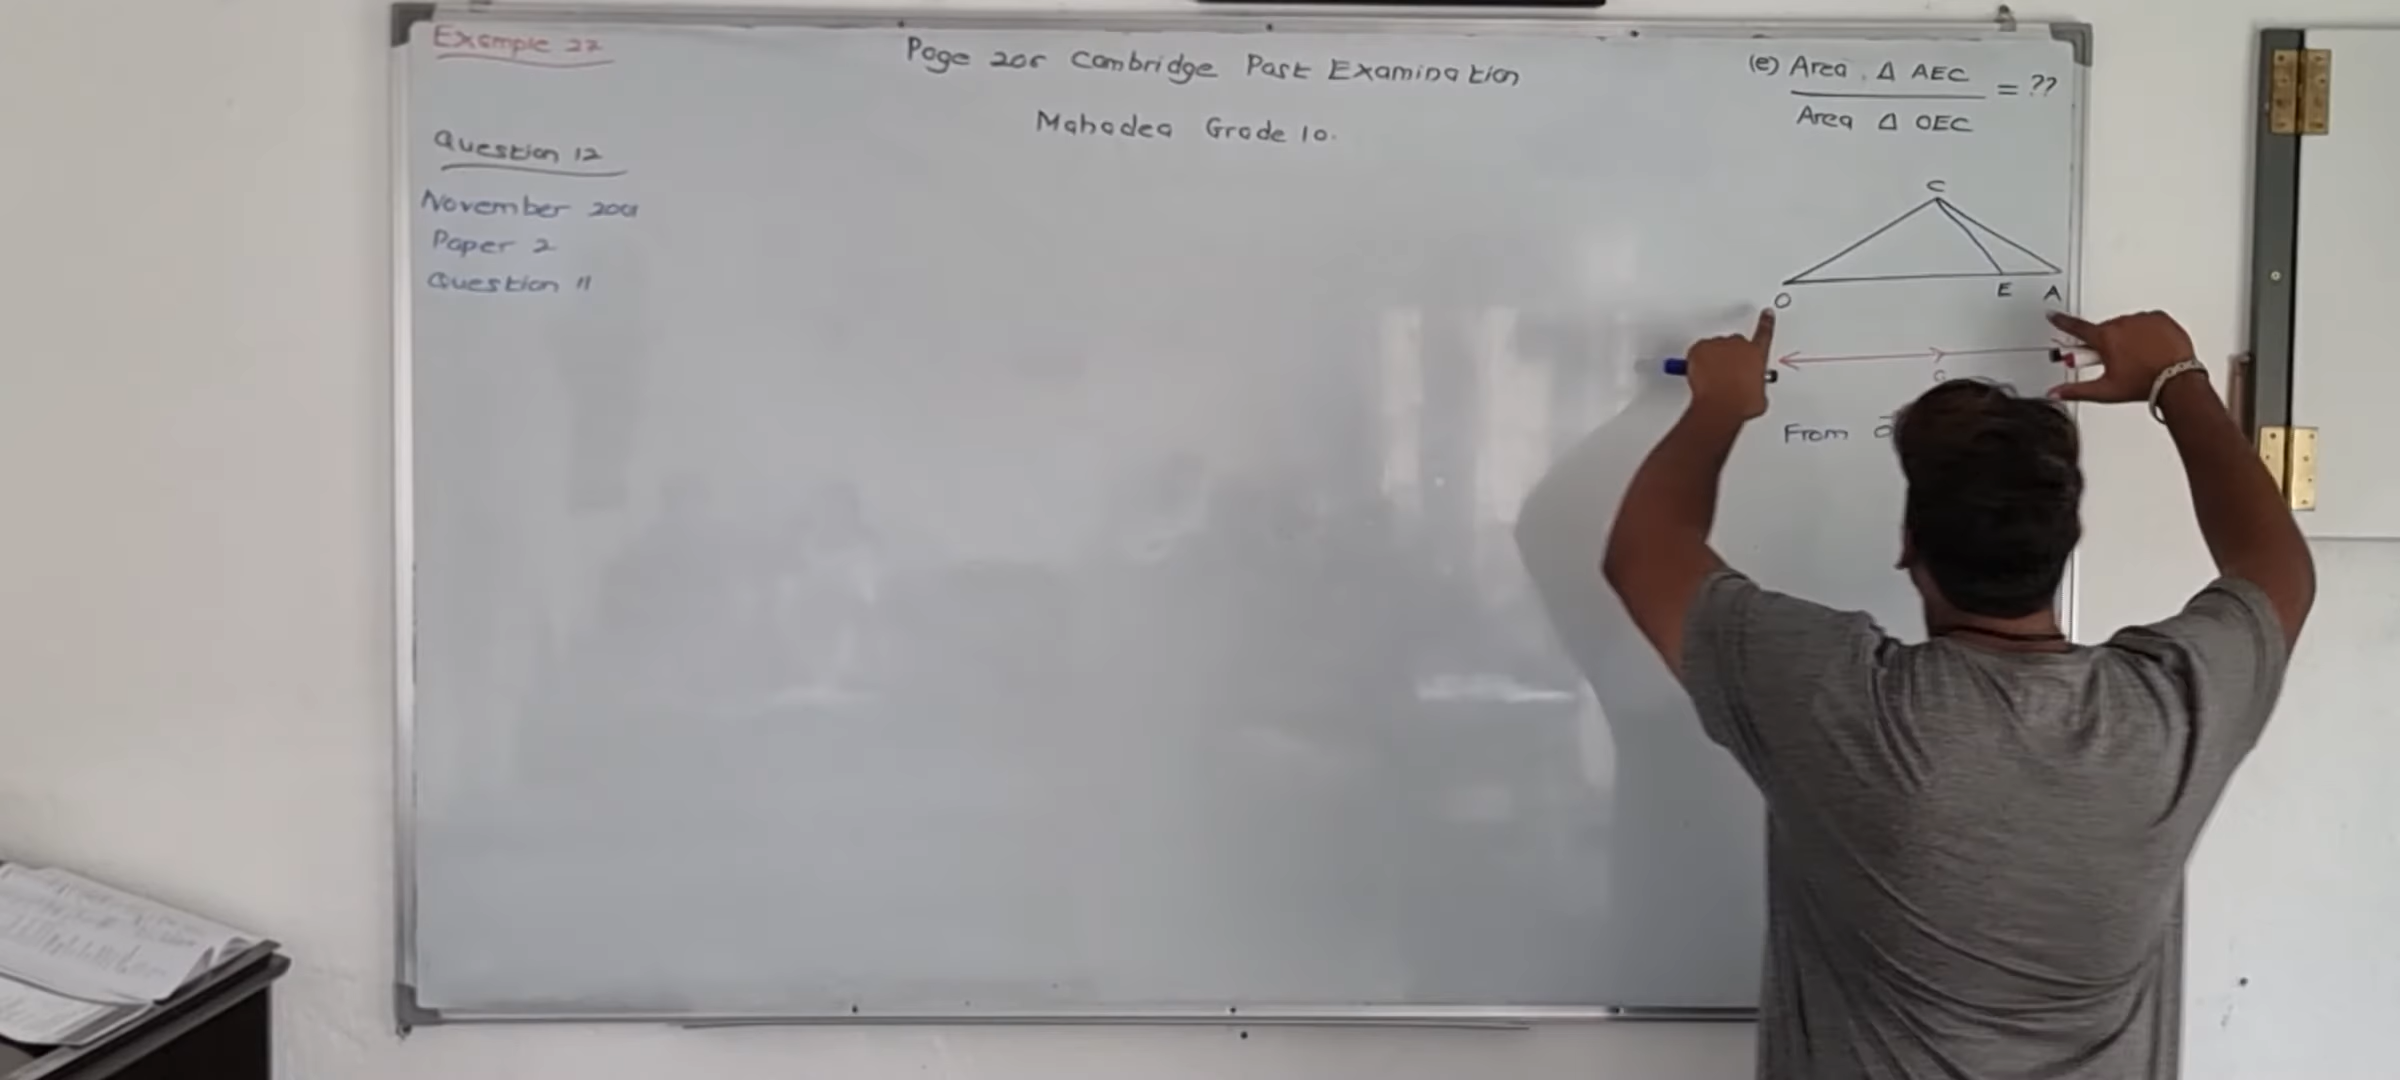 Example 27
Page 206 Cambridge Past Examination
Mahadea Grade 10.
Question 12
November 2001
Paper 2
Question 11
(e) Area. Δ AEC
= ??
Area Δ OEC
C
O
E
A
From